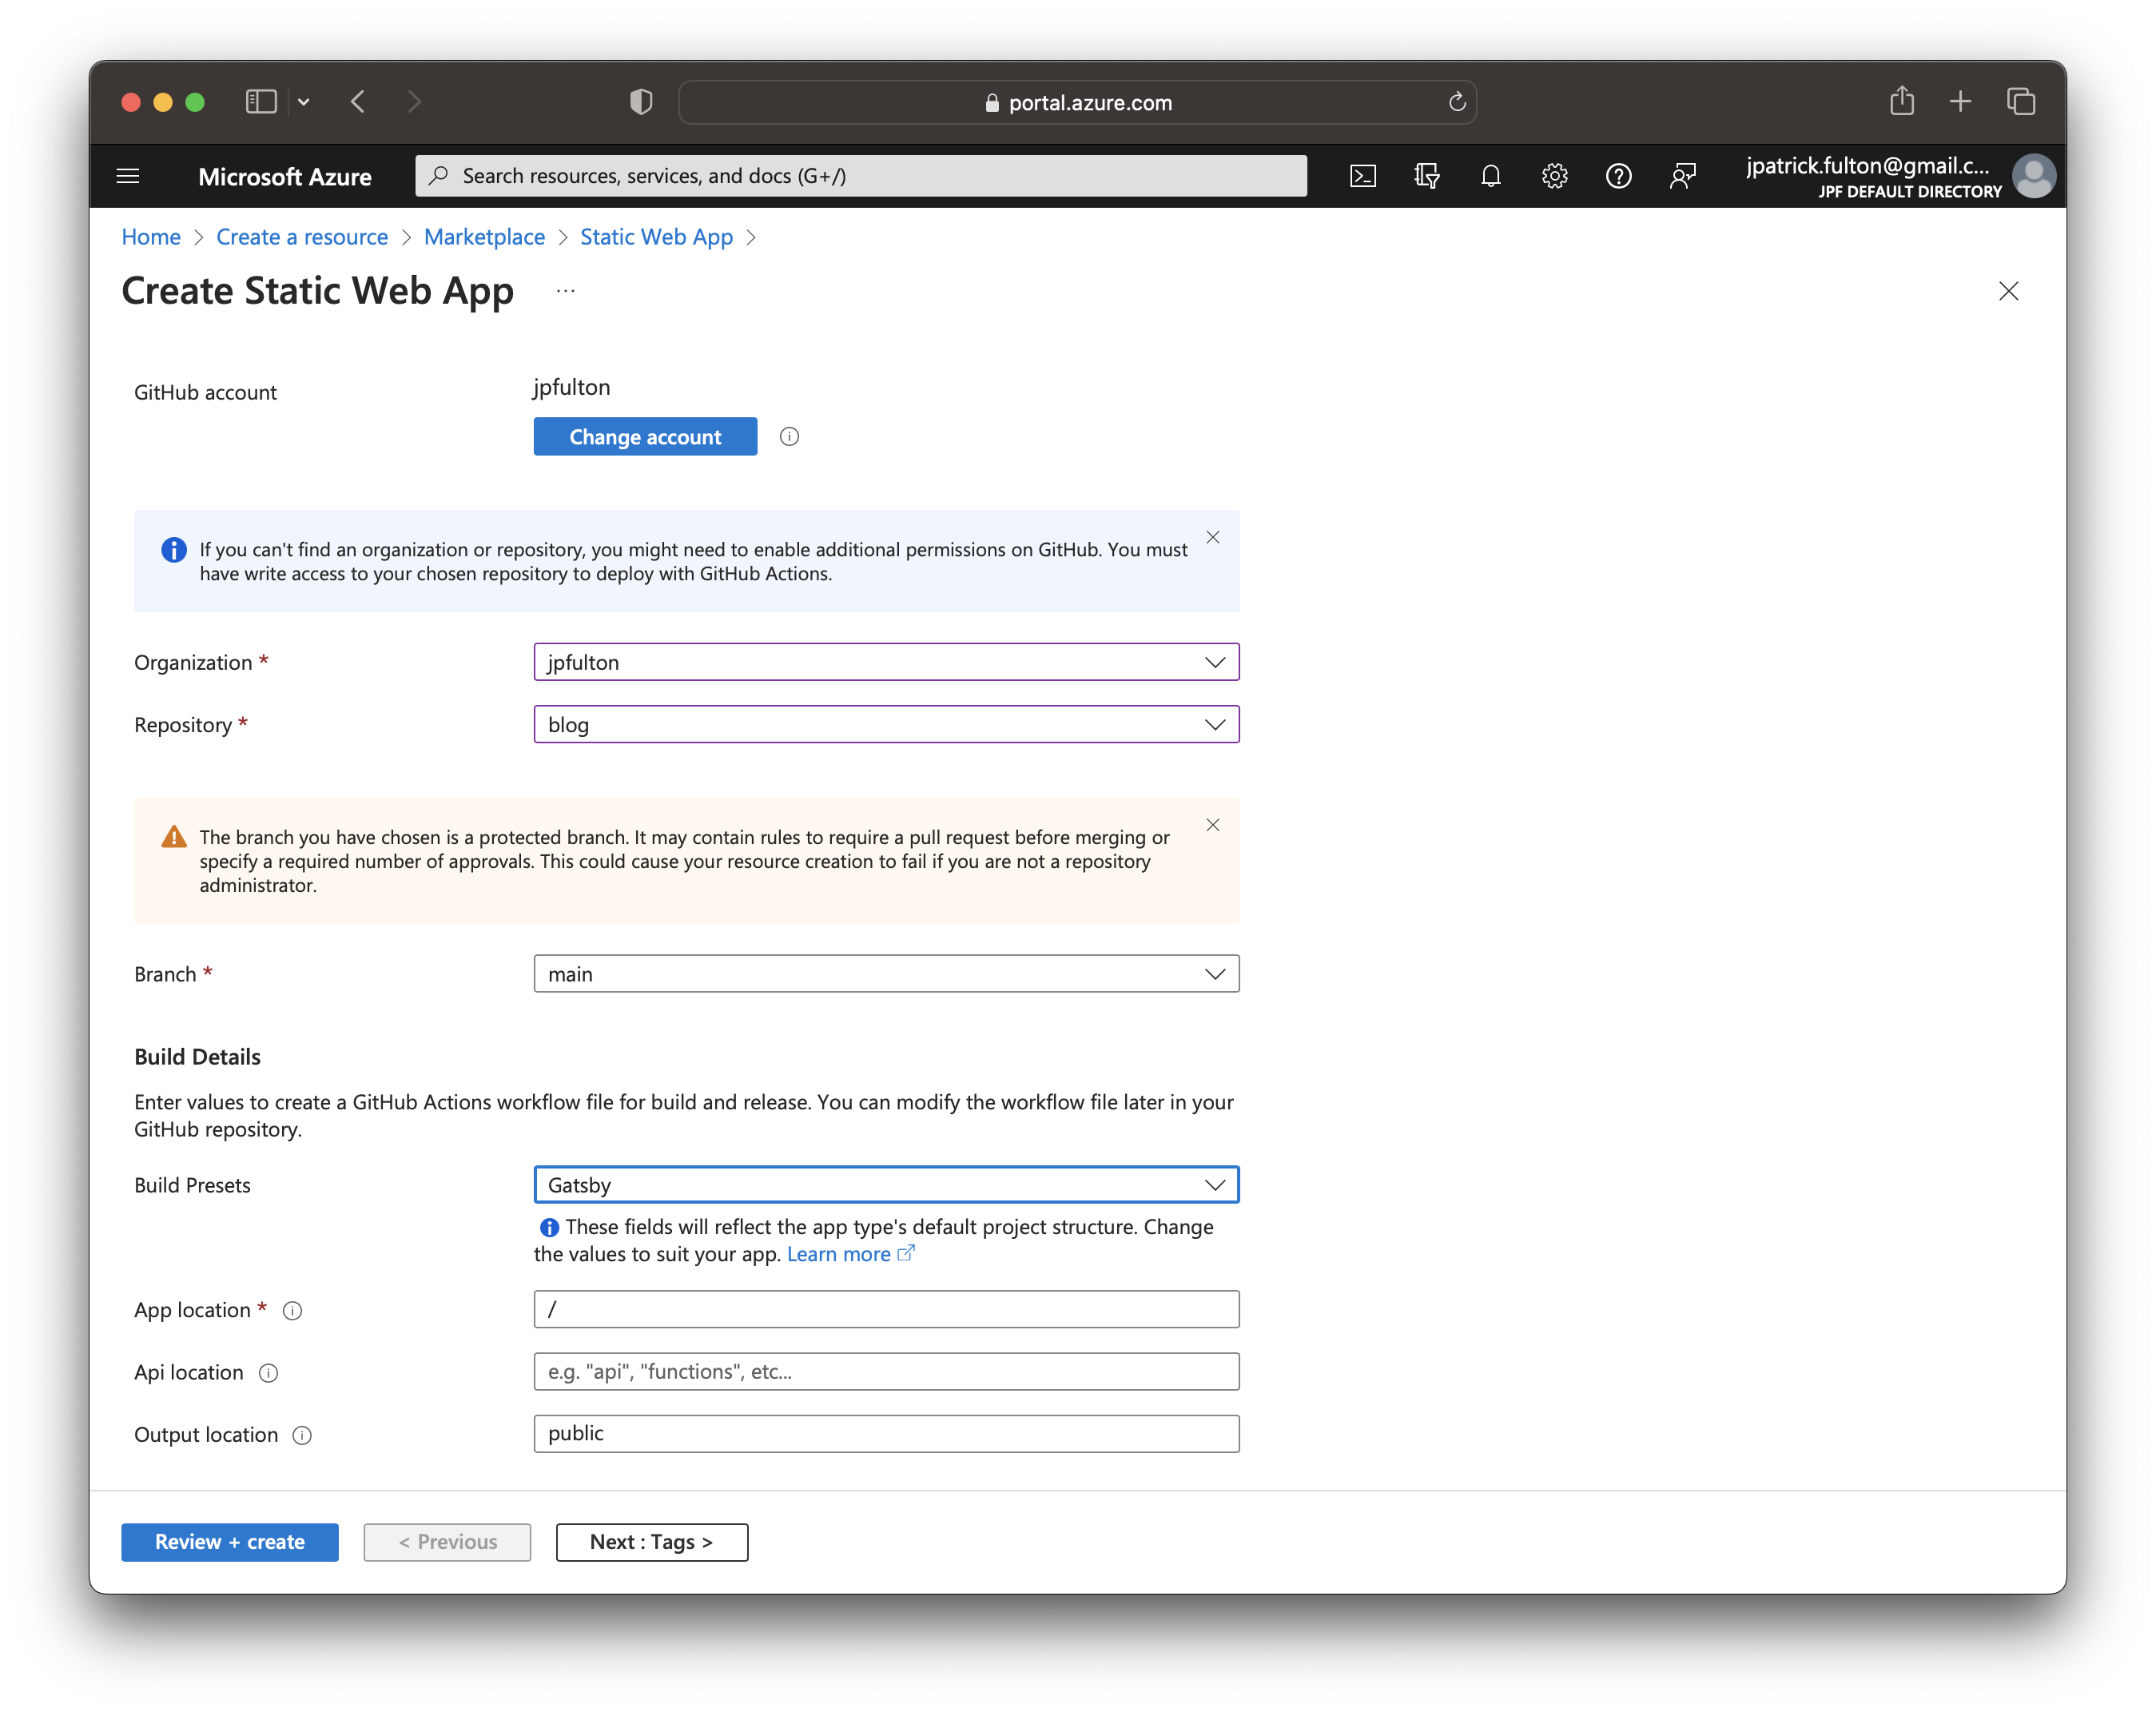 portal.azure.com
Microsoft Azure
Search resources, services, and docs (G+/)
jpatrick.fulton@gmail.c...
JPF DEFAULT DIRECTORY
Home > Create a resource > Marketplace > Static Web App >
Create Static Web App ...
GitHub account
jpfulton
Change account
If you can't find an organization or repository, you might need to enable additional permissions on GitHub. You must
have write access to your chosen repository to deploy with GitHub Actions.
Organization *
jpfulton
Repository *
blog
The branch you have chosen is a protected branch. It may contain rules to require a pull request before merging or
specify a required number of approvals. This could cause your resource creation to fail if you are not a repository
administrator.
Branch *
main
Build Details
Enter values to create a GitHub Actions workflow file for build and release. You can modify the workflow file later in your
GitHub repository.
Build Presets
Gatsby
These fields will reflect the app type's default project structure. Change
the values to suit your app. Learn more
App location *
/
Api location
e.g. "api", "functions", etc...
Output location
public
Review + create
< Previous
Next : Tags >